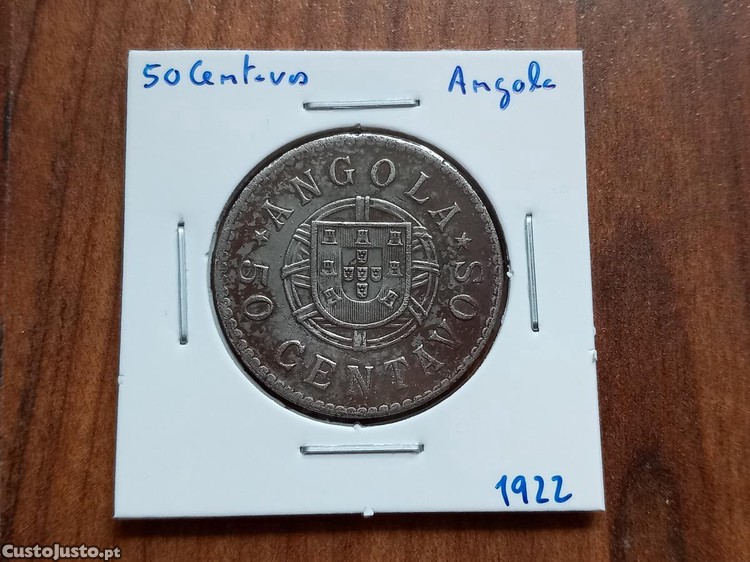 50 Centavos Angola
★ ANGOLA ★
50 CENTAVOS
1922
CustoJusto.pt